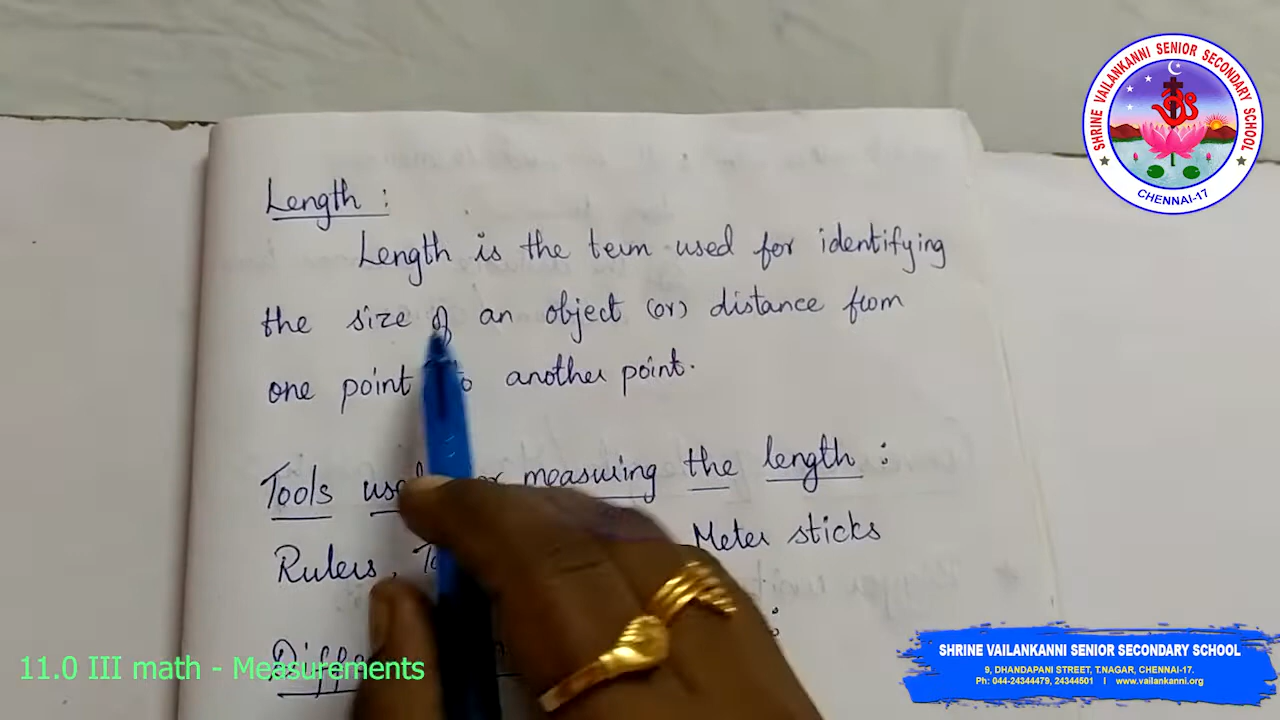 Length :
Length is the term used for identifying
the size of an object (or) distance from
one point to another point.
Tools used for measuring the length :
Rulers, Meter sticks
SHRINE VAILANKANNI SENIOR SECONDARY SCHOOL
CHENNAI-17
11.0 III math - Measurements
SHRINE VAILANKANNI SENIOR SECONDARY SCHOOL
9, DHANDAPANI STREET, T.NAGAR, CHENNAI-17.
Ph: 044-24344479, 24344501 I www.vailankanni.org